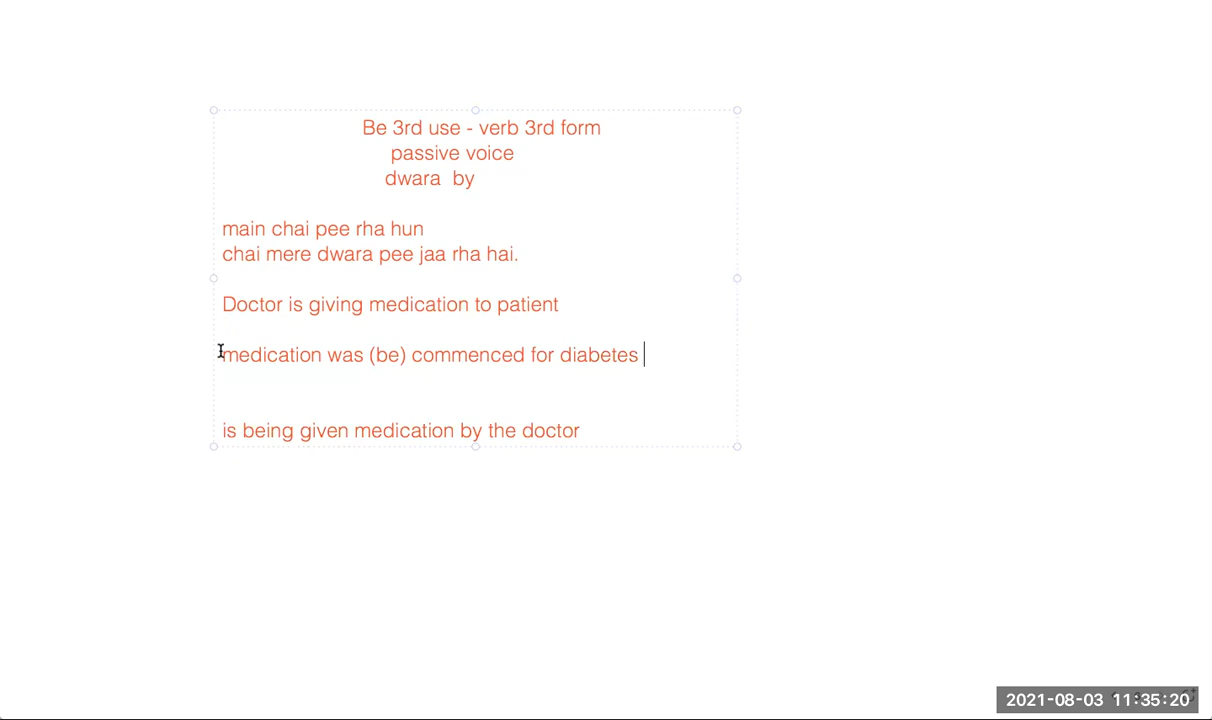 Be 3rd use - verb 3rd form
passive voice
dwara by
main chai pee rha hun
chai mere dwara pee jaa rha hai.
Doctor is giving medication to patient
medication was (be) commenced for diabetes
is being given medication by the doctor
2021-08-03 11:35:20